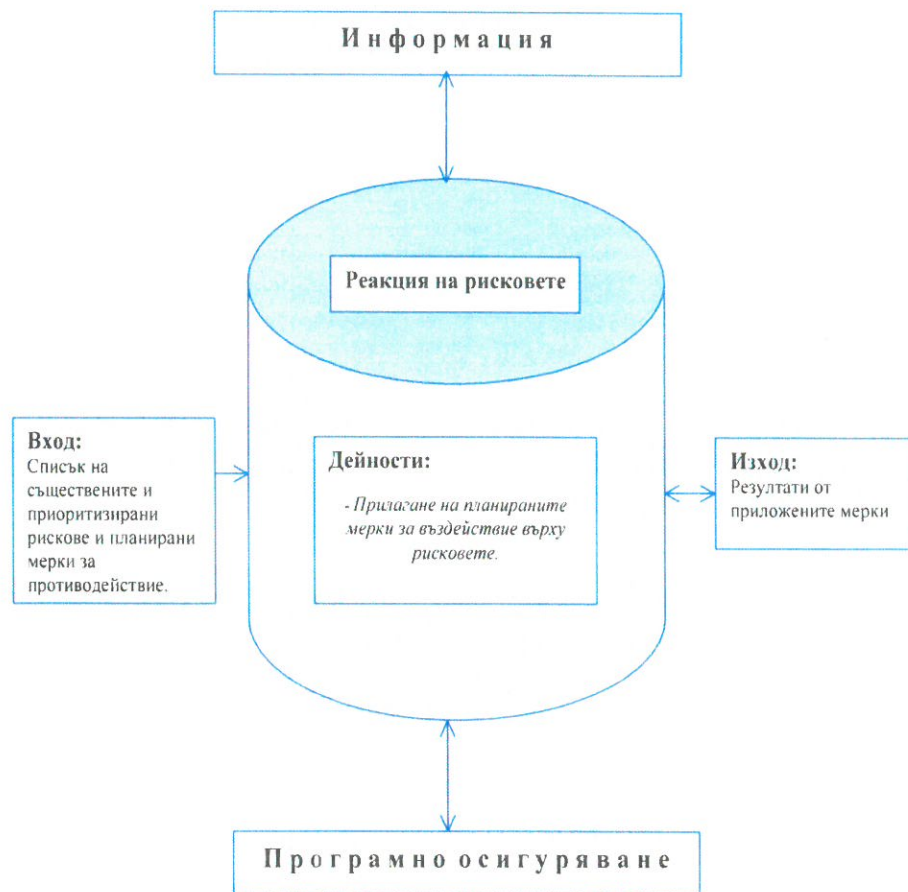 Информация
Реакция на рисковете
Вход:
Списък на
съществените и
приоритизирани
рискове и планирани
мерки за
противодействие.
Дейности:
- Прилагане на планираните
мерки за въздействие върху
рисковете.
Изход:
Резултати от
приложените мерки
Програмно осигуряване